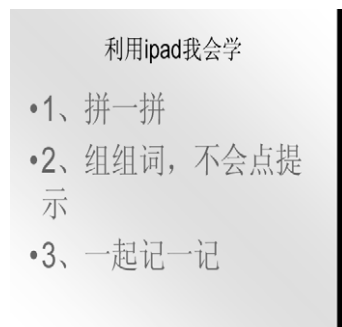 利用ipad我会学
•1、拼一拼
•2、组组词，不会点提
示
•3、一起记一记